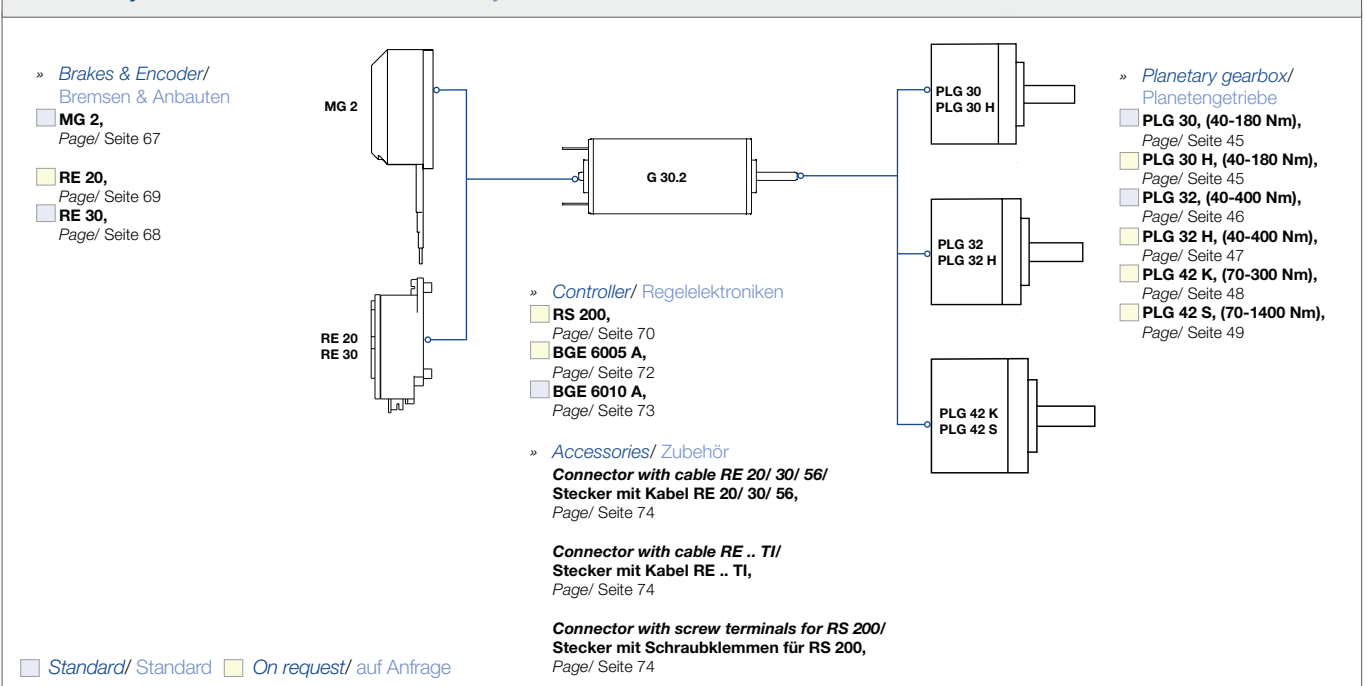 » Brakes & Encoder/
Bremsen & Anbauten
MG 2,
Page/ Seite 67
RE 20,
Page/ Seite 69
RE 30,
Page/ Seite 68
MG 2
RE 20
RE 30
G 30.2
» Controller/ Regelelektroniken
RS 200,
Page/ Seite 70
BGE 6005 A,
Page/ Seite 72
BGE 6010 A,
Page/ Seite 73
» Accessories/ Zubehör
Connector with cable RE 20/ 30/ 56/
Stecker mit Kabel RE 20/ 30/ 56,
Page/ Seite 74
Connector with cable RE .. TI/
Stecker mit Kabel RE .. TI,
Page/ Seite 74
Connector with screw terminals for RS 200/
Stecker mit Schraubklemmen für RS 200,
Page/ Seite 74
PLG 30
PLG 30 H
PLG 32
PLG 32 H
PLG 42 K
PLG 42 S
» Planetary gearbox/
Planetengetriebe
PLG 30, (40-180 Nm),
Page/ Seite 45
PLG 30 H, (40-180 Nm),
Page/ Seite 45
PLG 32, (40-400 Nm),
Page/ Seite 46
PLG 32 H, (40-400 Nm),
Page/ Seite 47
PLG 42 K, (70-300 Nm),
Page/ Seite 48
PLG 42 S, (70-1400 Nm),
Page/ Seite 49
Standard/ Standard On request/ auf Anfrage